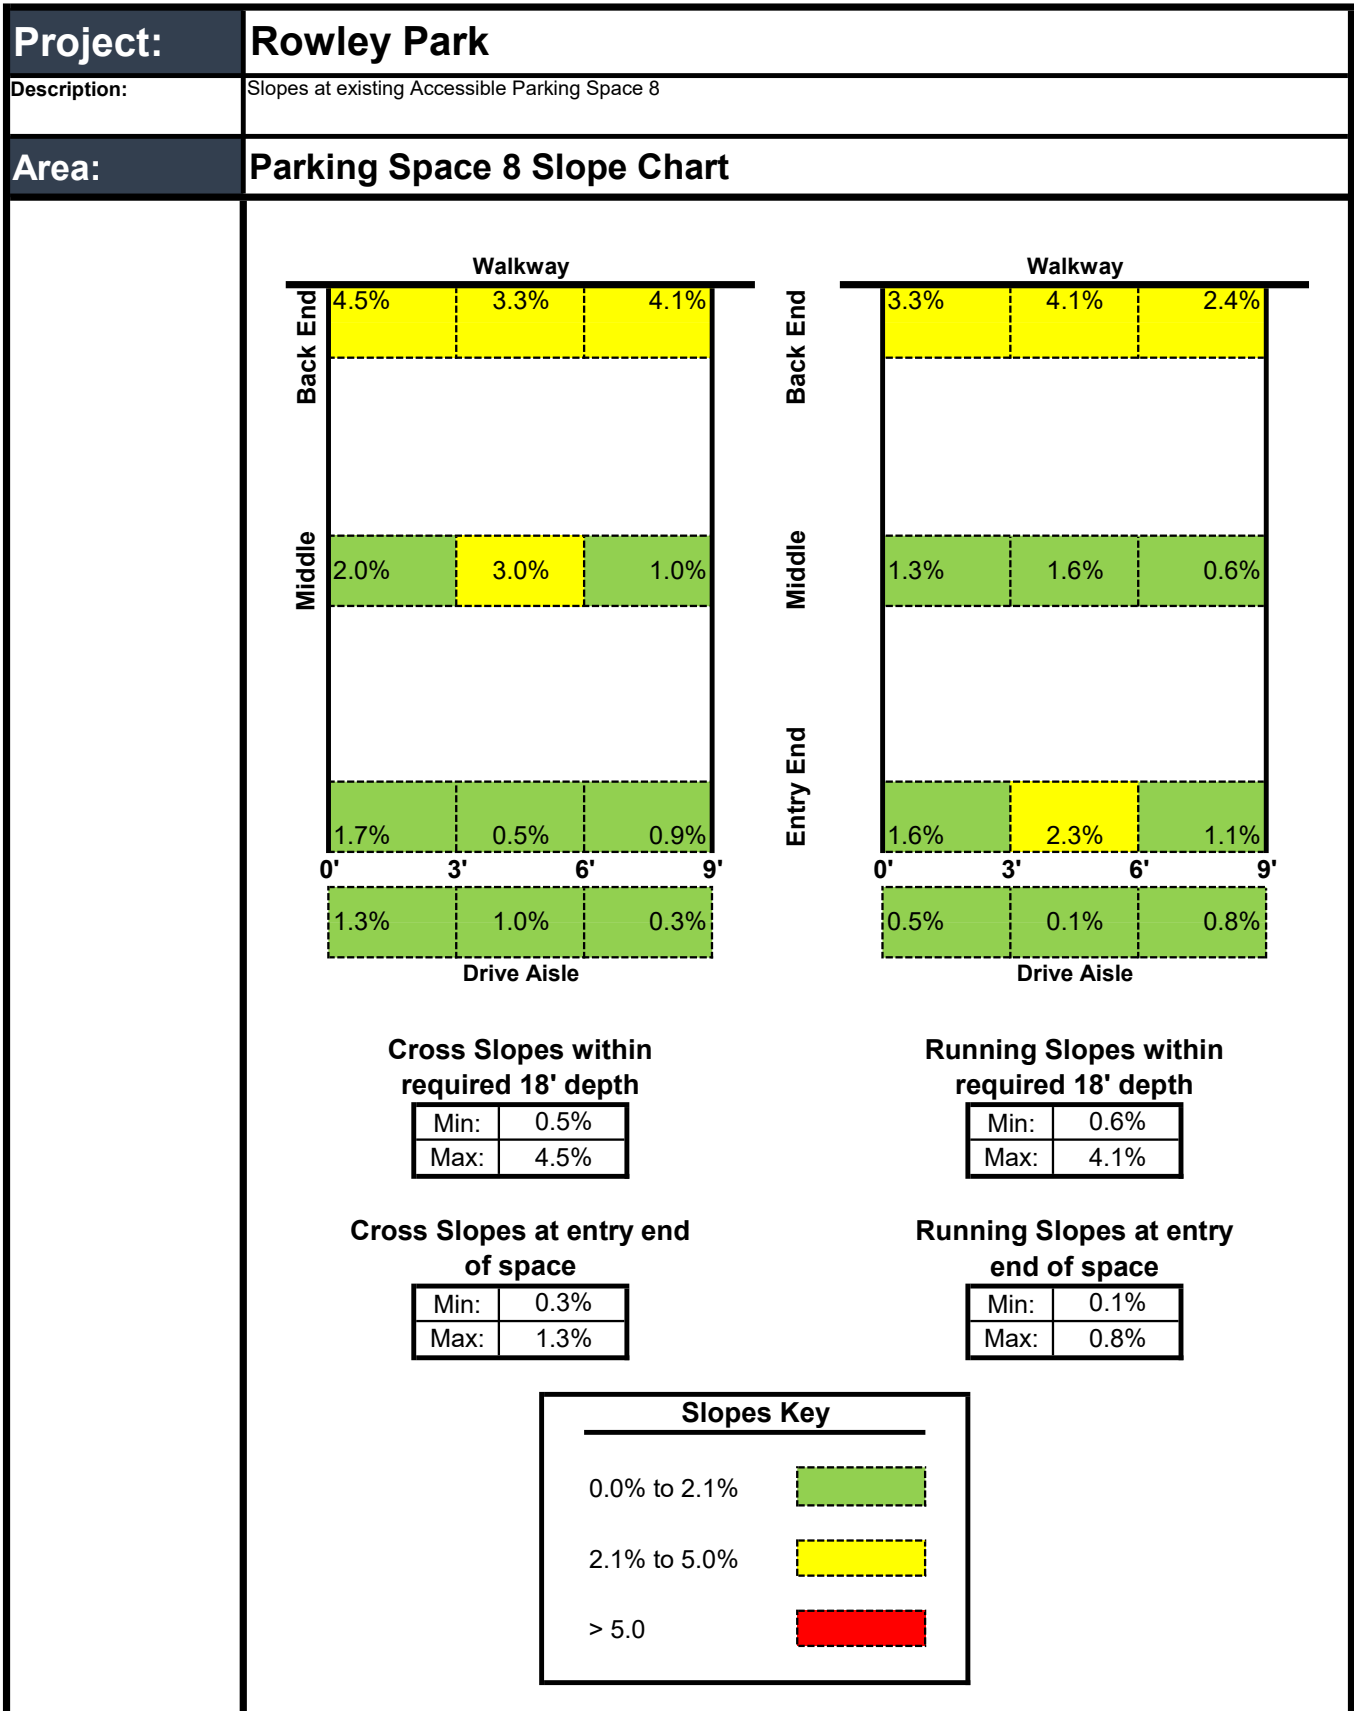 Project: Rowley Park
Description: Slopes at existing Accessible Parking Space 8
Area: Parking Space 8 Slope Chart
Walkway Walkway
Back End 4.5% 3.3% 4.1% Back End 3.3% 4.1% 2.4%
Middle 2.0% 3.0% 1.0% Middle 1.3% 1.6% 0.6%
1.7% 0.5% 0.9% Entry End 1.6% 2.3% 1.1%
0' 3' 6' 9' 0' 3' 6' 9'
1.3% 1.0% 0.3% 0.5% 0.1% 0.8%
Drive Aisle Drive Aisle
Cross Slopes within
required 18' depth
Min: 0.5%
Max: 4.5%
Running Slopes within
required 18' depth
Min: 0.6%
Max: 4.1%
Cross Slopes at entry end
of space
Min: 0.3%
Max: 1.3%
Running Slopes at entry
end of space
Min: 0.1%
Max: 0.8%
Slopes Key
0.0% to 2.1%
2.1% to 5.0%
> 5.0